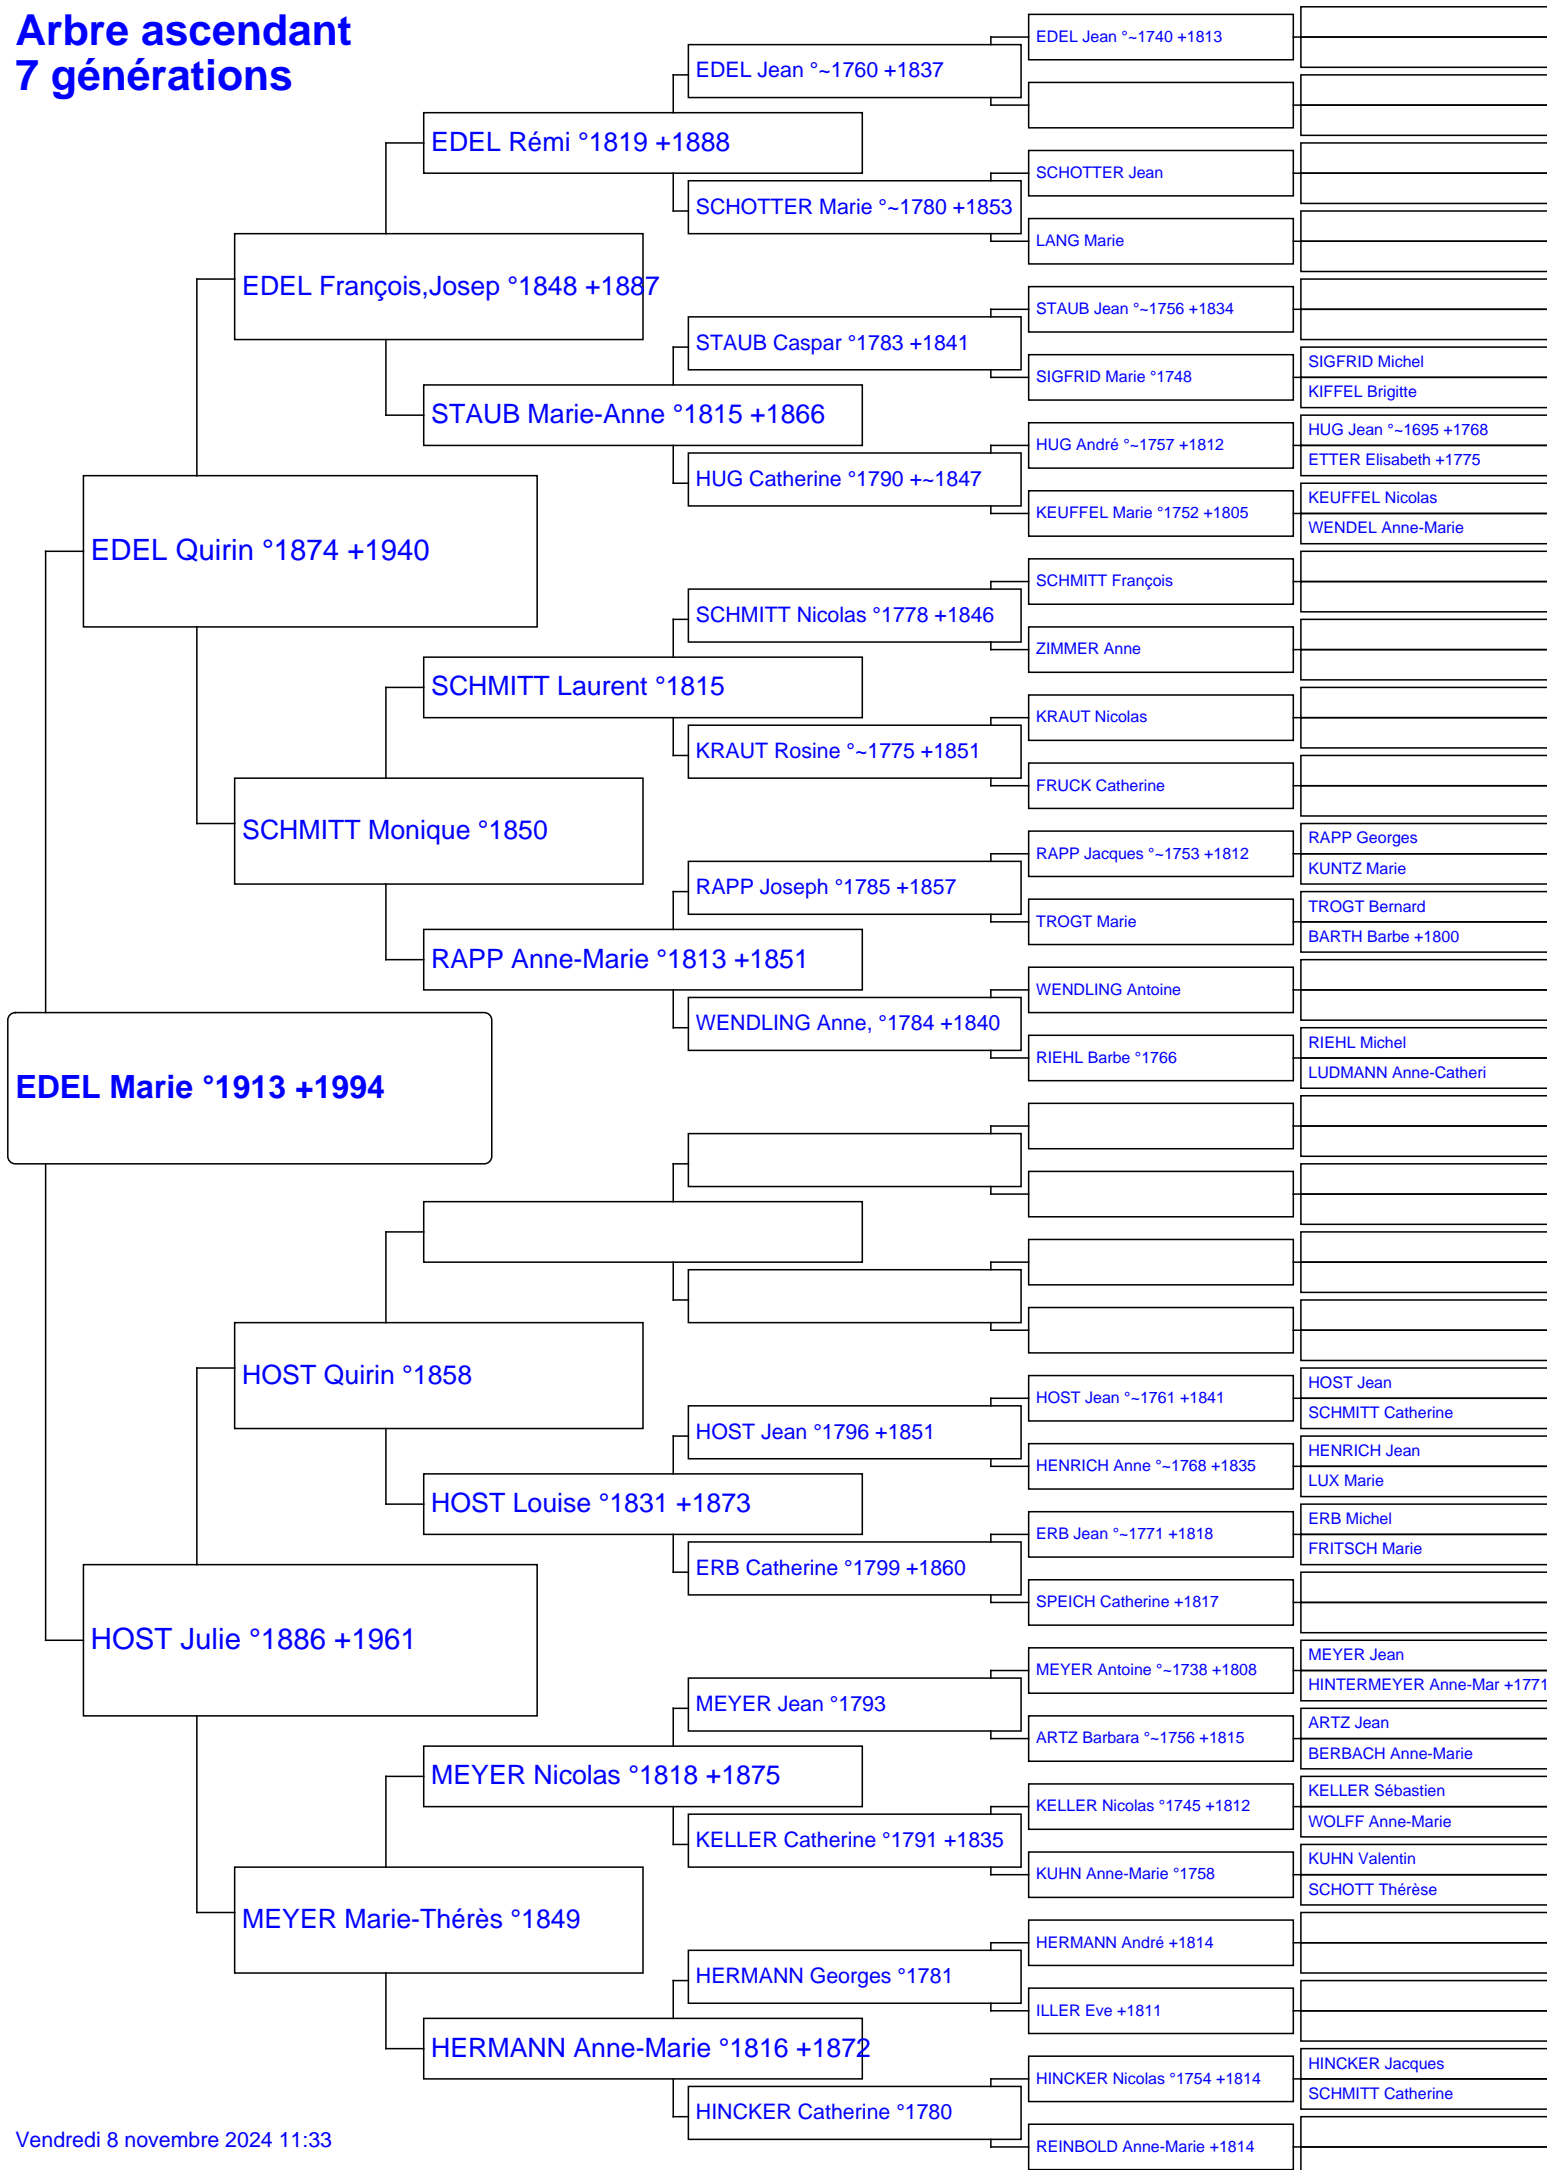 Arbre ascendant
7 générations
EDEL Marie °1913 +1994
EDEL Quirin °1874 +1940
HOST Julie °1886 +1961
EDEL François,Josep °1848 +1887
SCHMITT Monique °1850
HOST Quirin °1858
MEYER Marie-Thérès °1849
EDEL Rémi °1819 +1888
STAUB Marie-Anne °1815 +1866
SCHMITT Laurent °1815
RAPP Anne-Marie °1813 +1851
HOST Louise °1831 +1873
MEYER Nicolas °1818 +1875
HERMANN Anne-Marie °1816 +1872
EDEL Jean °~1760 +1837
SCHOTTER Marie °~1780 +1853
STAUB Caspar °1783 +1841
HUG Catherine °1790 +~1847
SCHMITT Nicolas °1778 +1846
KRAUT Rosine °~1775 +1851
RAPP Joseph °1785 +1857
WENDLING Anne, °1784 +1840
HOST Jean °1796 +1851
ERB Catherine °1799 +1860
MEYER Jean °1793
KELLER Catherine °1791 +1835
HERMANN Georges °1781
HINCKER Catherine °1780
EDEL Jean °~1740 +1813
SCHOTTER Jean
LANG Marie
STAUB Jean °~1756 +1834
SIGFRID Marie °1748
HUG André °~1757 +1812
KEUFFEL Marie °1752 +1805
SCHMITT François
ZIMMER Anne
KRAUT Nicolas
FRUCK Catherine
RAPP Jacques °~1753 +1812
TROGT Marie
WENDLING Antoine
RIEHL Barbe °1766
HOST Jean °~1761 +1841
HENRICH Anne °~1768 +1835
ERB Jean °~1771 +1818
SPEICH Catherine +1817
MEYER Antoine °~1738 +1808
ARTZ Barbara °~1756 +1815
KELLER Nicolas °1745 +1812
KUHN Anne-Marie °1758
HERMANN André +1814
ILLER Eve +1811
HINCKER Nicolas °1754 +1814
REINBOLD Anne-Marie +1814
SIGFRID Michel
KIFFEL Brigitte
HUG Jean °~1695 +1768
ETTER Elisabeth +1775
KEUFFEL Nicolas
WENDEL Anne-Marie
RAPP Georges
KUNTZ Marie
TROGT Bernard
BARTH Barbe +1800
RIEHL Michel
LUDMANN Anne-Catheri
HOST Jean
SCHMITT Catherine
HENRICH Jean
LUX Marie
ERB Michel
FRITSCH Marie
MEYER Jean
HINTERMEYER Anne-Mar +1771
ARTZ Jean
BERBACH Anne-Marie
KELLER Sébastien
WOLFF Anne-Marie
KUHN Valentin
SCHOTT Thérèse
HINCKER Jacques
SCHMITT Catherine
Vendredi 8 novembre 2024 11:33